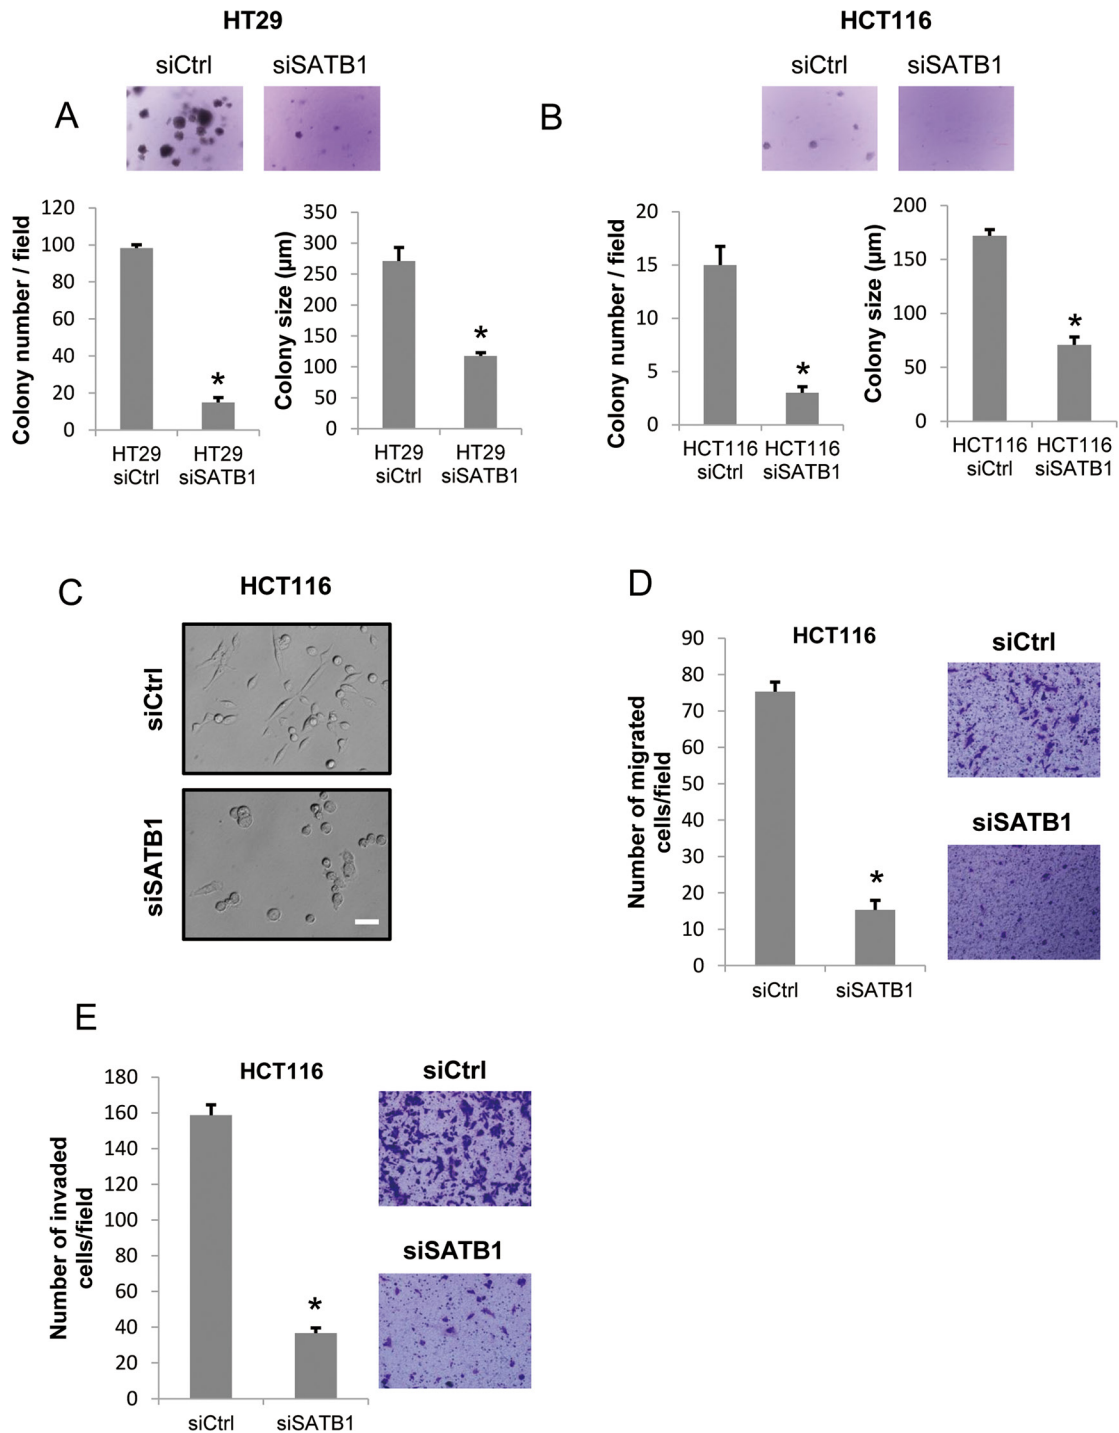 HT29
HCT116
siCtrl siSATB1
siCtrl siSATB1
A
B
Colony number / field
120
100
80
60
40
20
0
HT29 siCtrl
HT29 siSATB1
Colony size (µm)
350
300
250
200
150
100
50
0
*
*
HT29 siCtrl
HT29 siSATB1
Colony number / field
20
15
10
5
0
*
HCT116 siCtrl
HCT116 siSATB1
Colony size (µm)
200
150
100
50
0
*
HCT116 siCtrl
HCT116 siSATB1
C
HCT116
siCtrl
siSATB1
D
HCT116
Number of migrated
cells/field
90
80
70
60
50
40
30
20
10
0
*
siCtrl siSATB1
siCtrl
siSATB1
E
HCT116
Number of invaded
cells/field
180
160
140
120
100
80
60
40
20
0
*
siCtrl siSATB1
siCtrl
siSATB1